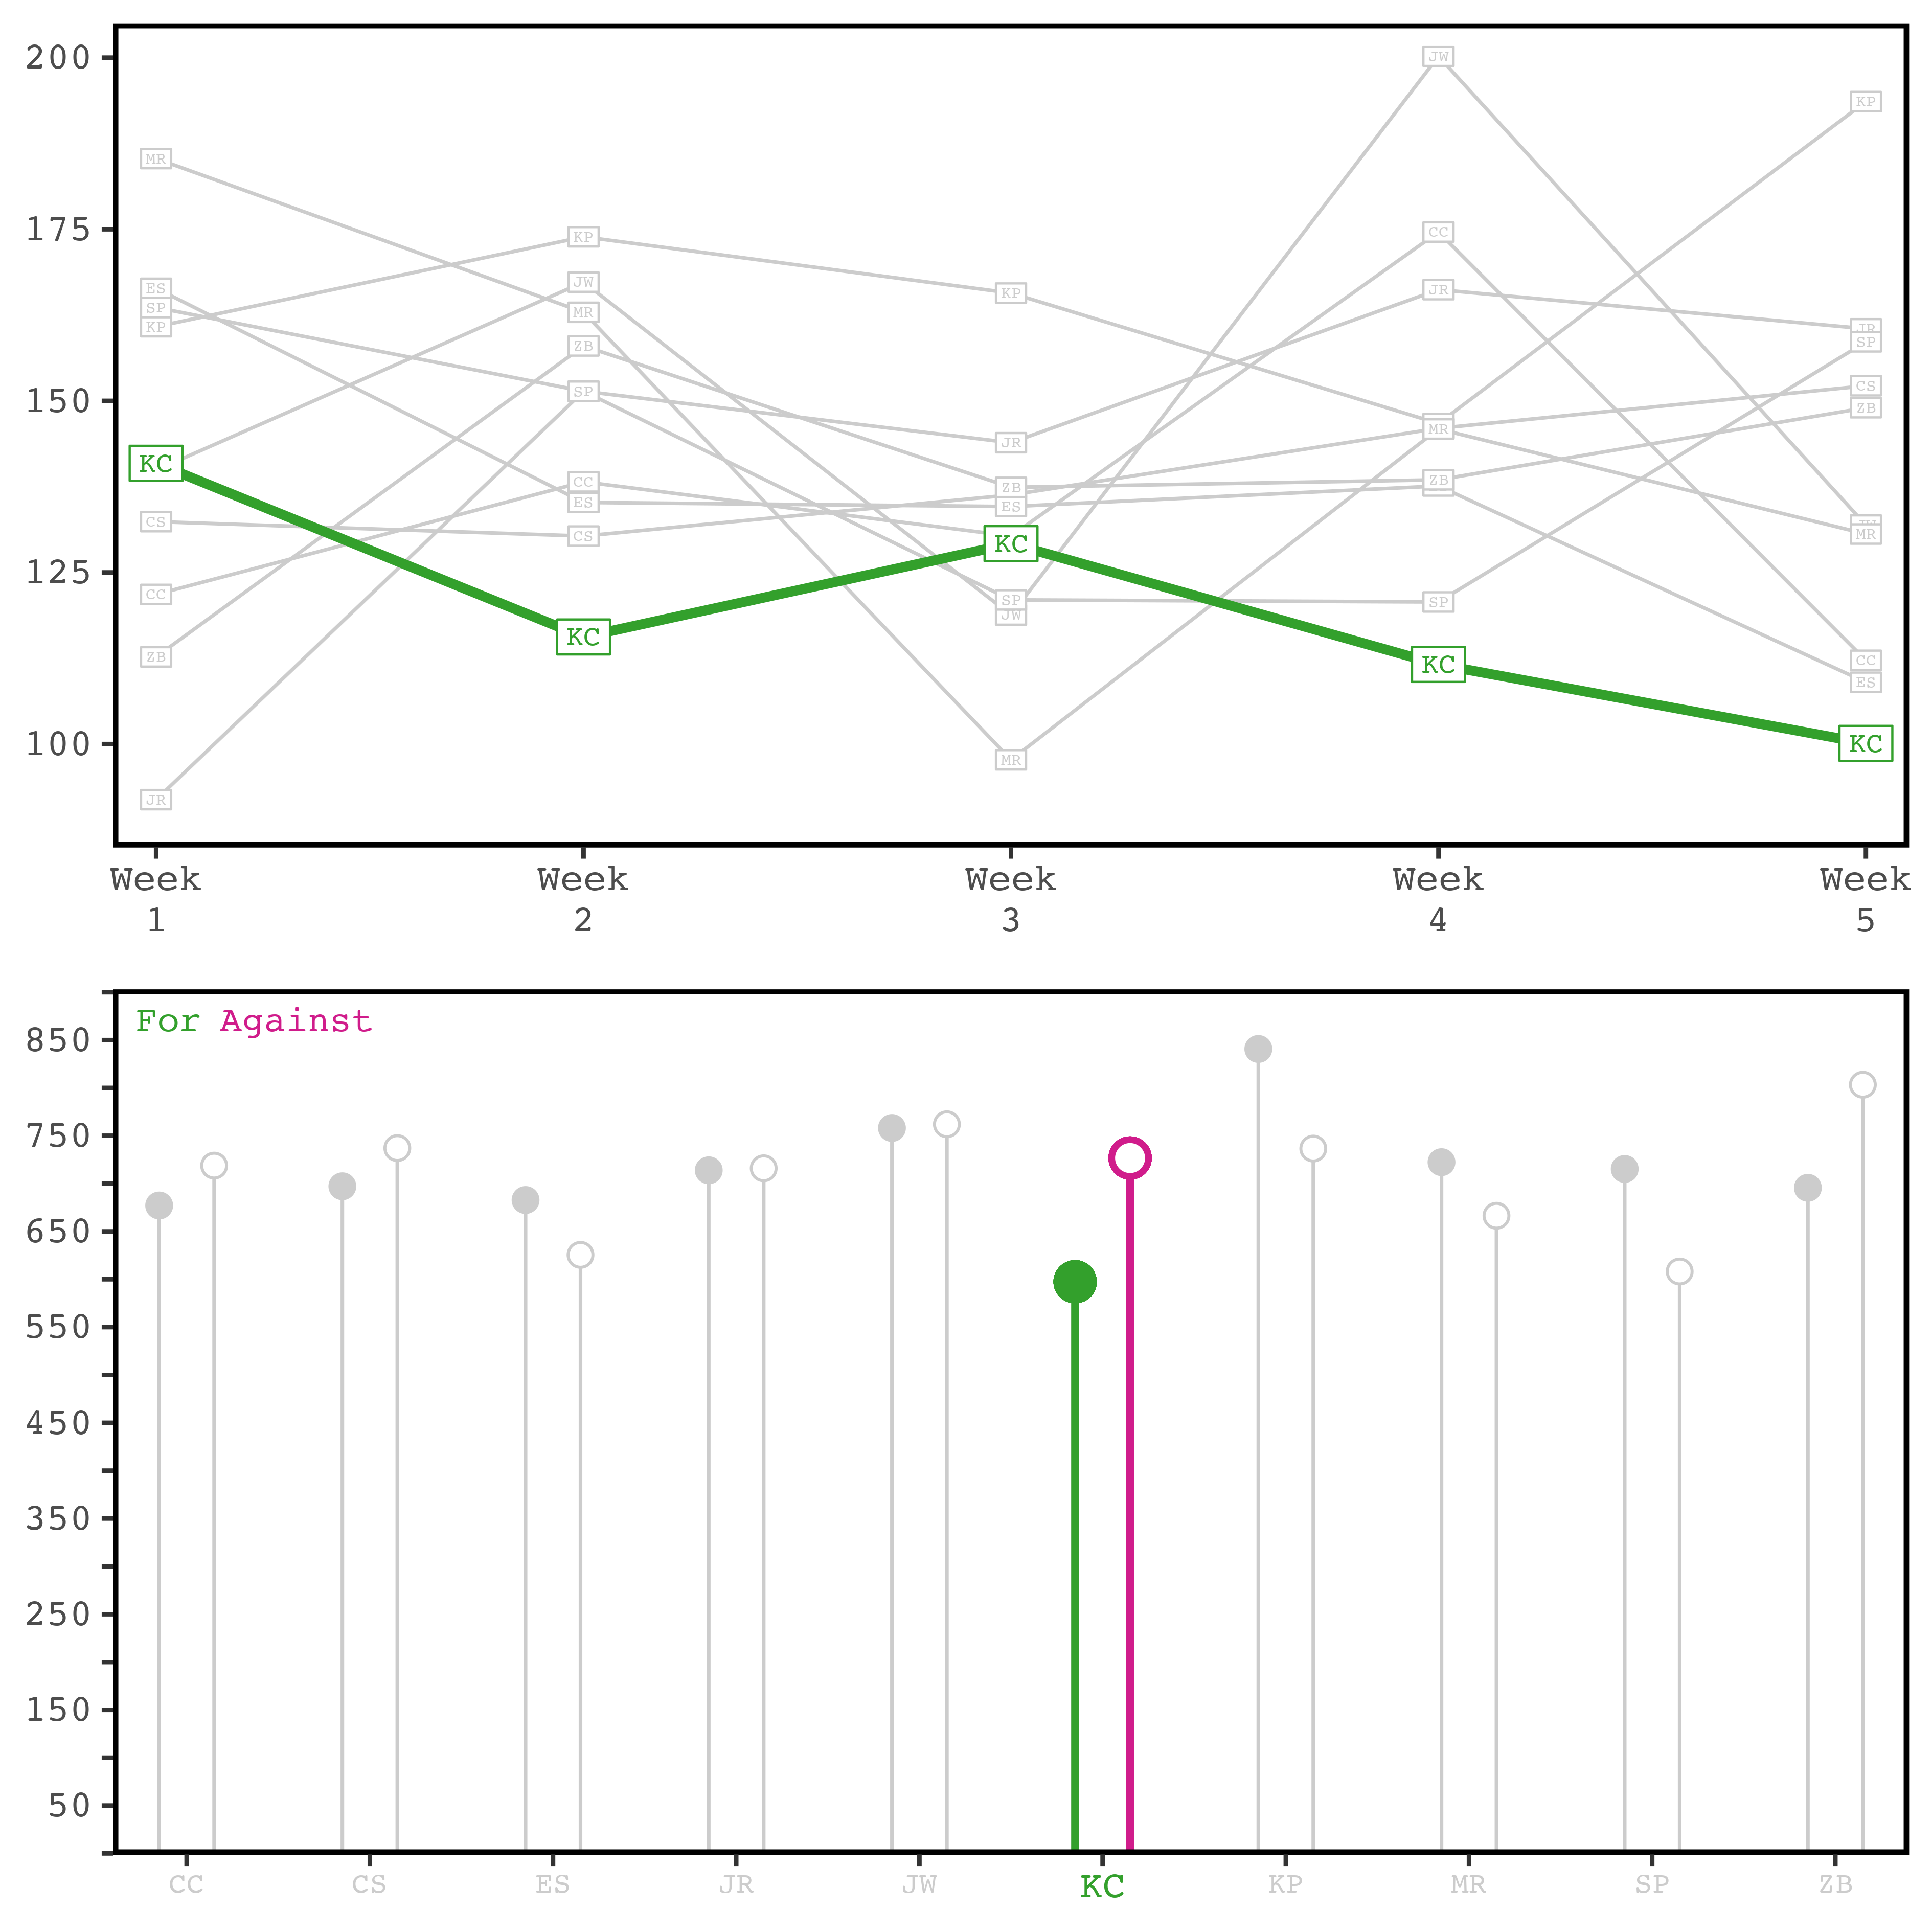 200
JW
KP
MR
175
KP
CC
JW
ES
JR
SP
KP
KP
MR
JR
ZB
SP
CS
150
SP
ZB
MR
JR
KC
CC
ZB
ZB
ES
ES
CS
CS
MR
KC
125
CC
SP
SP
JW
KC
ZB
KC
CC
ES
100
KC
MR
JR
Week Week Week Week Week
1 2 3 4 5
For Against
850
750
650
550
450
350
250
150
50
CC CS ES JR JW KC KP MR SP ZB